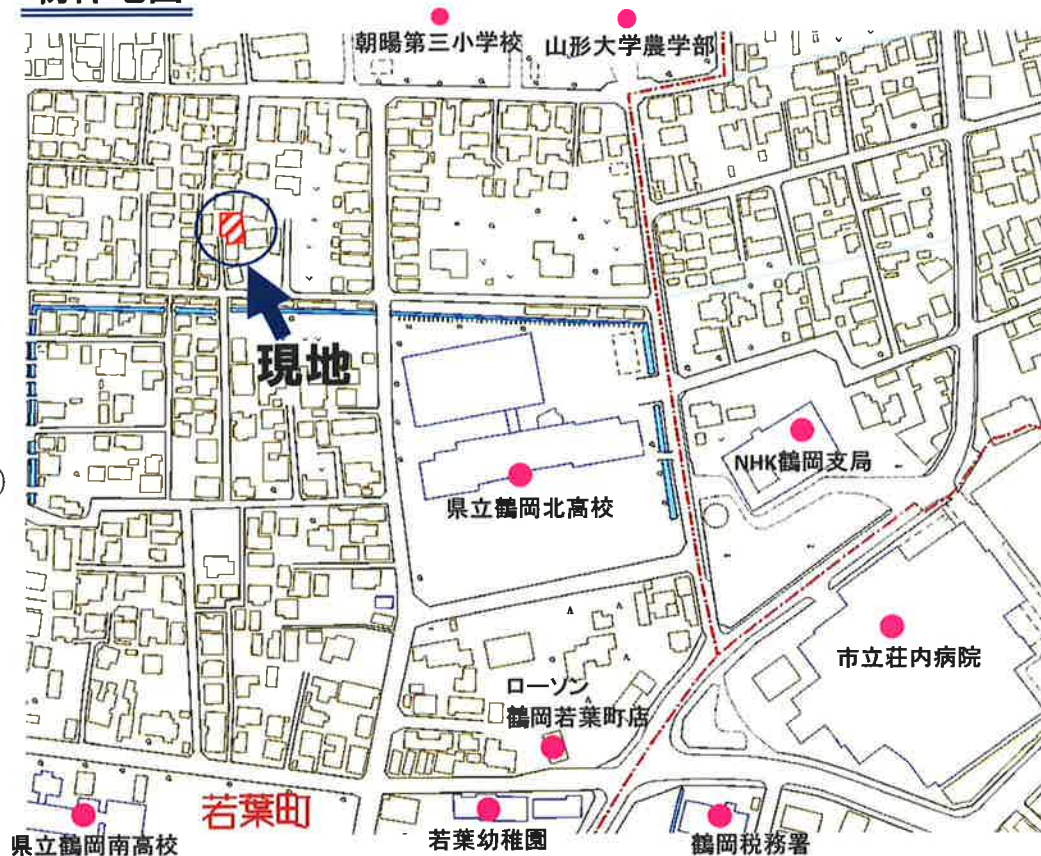 朝暘第三小学校
山形大学農学部
現地
NHK鶴岡支局
県立鶴岡北高校
市立荘内病院
ローソン
鶴岡若葉町店
若葉町
県立鶴岡南高校
若葉幼稚園
鶴岡税務署